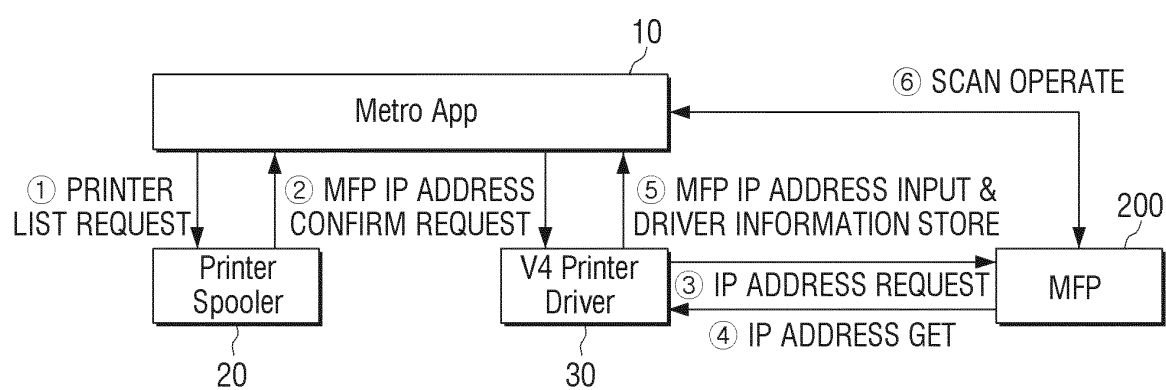 10
Metro App
⑥ SCAN OPERATE
① PRINTER
LIST REQUEST
② MFP IP ADDRESS
CONFIRM REQUEST
⑤ MFP IP ADDRESS INPUT &
DRIVER INFORMATION STORE
200
Printer
Spooler
V4 Printer
Driver
③ IP ADDRESS REQUEST
MFP
④ IP ADDRESS GET
20
30